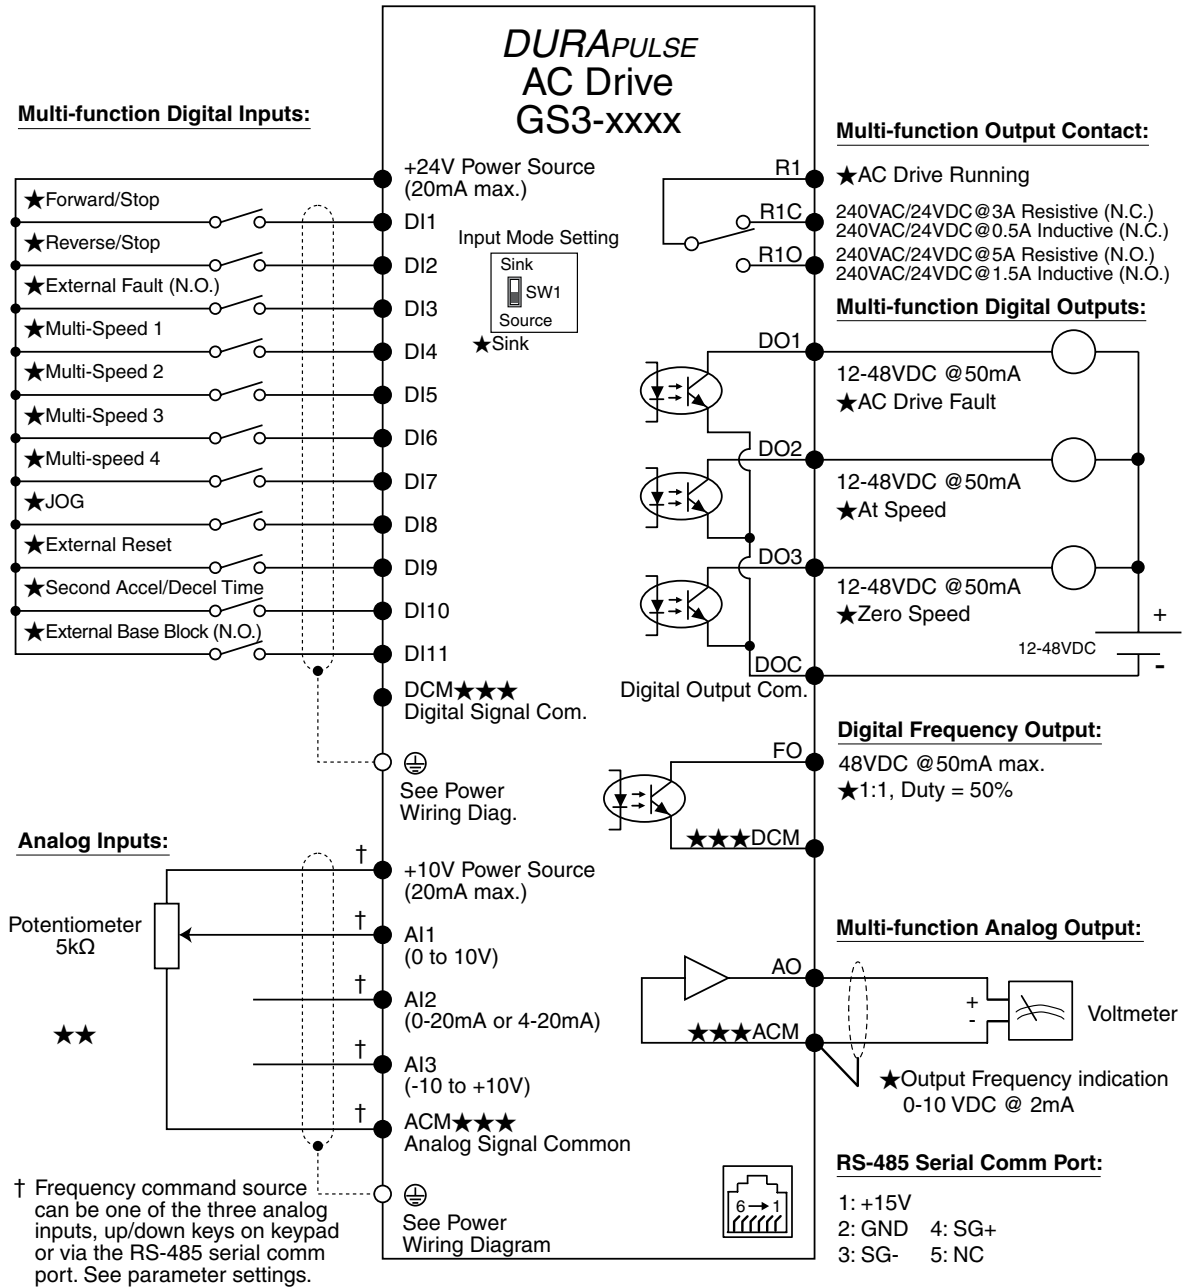 DURAPULSE
AC Drive
GS3-xxxx
Multi-function Digital Inputs:
★Forward/Stop
★Reverse/Stop
★External Fault (N.O.)
★Multi-Speed 1
★Multi-Speed 2
★Multi-Speed 3
★Multi-speed 4
★JOG
★External Reset
★Second Accel/Decel Time
★External Base Block (N.O.)
+24V Power Source
(20mA max.)
DI1
DI2
DI3
DI4
DI5
DI6
DI7
DI8
DI9
DI10
DI11
DCM★★★
Digital Signal Com.
See Power
Wiring Diag.
Input Mode Setting
Sink
SW1
Source
★Sink
Analog Inputs:
Potentiometer
5kΩ
★★
†
†
†
†
†
+10V Power Source
(20mA max.)
AI1
(0 to 10V)
AI2
(0-20mA or 4-20mA)
AI3
(-10 to +10V)
ACM★★★
Analog Signal Common
See Power
Wiring Diagram
† Frequency command source
can be one of the three analog
inputs, up/down keys on keypad
or via the RS-485 serial comm
port. See parameter settings.
Multi-function Output Contact:
R1
★AC Drive Running
R1C
240VAC/24VDC@3A Resistive (N.C.)
240VAC/24VDC@0.5A Inductive (N.C.)
R1O
240VAC/24VDC@5A Resistive (N.O.)
240VAC/24VDC@1.5A Inductive (N.O.)
Multi-function Digital Outputs:
DO1
12-48VDC @50mA
★AC Drive Fault
DO2
12-48VDC @50mA
★At Speed
DO3
12-48VDC @50mA
★Zero Speed
+
12-48VDC
-
DOC
Digital Output Com.
Digital Frequency Output:
FO
48VDC @50mA max.
★1:1, Duty = 50%
★★★DCM
Multi-function Analog Output:
AO
+
-
Voltmeter
★★★ACM
★Output Frequency indication
0-10 VDC @ 2mA
RS-485 Serial Comm Port:
6→1
1: +15V
2: GND 4: SG+
3: SG- 5: NC